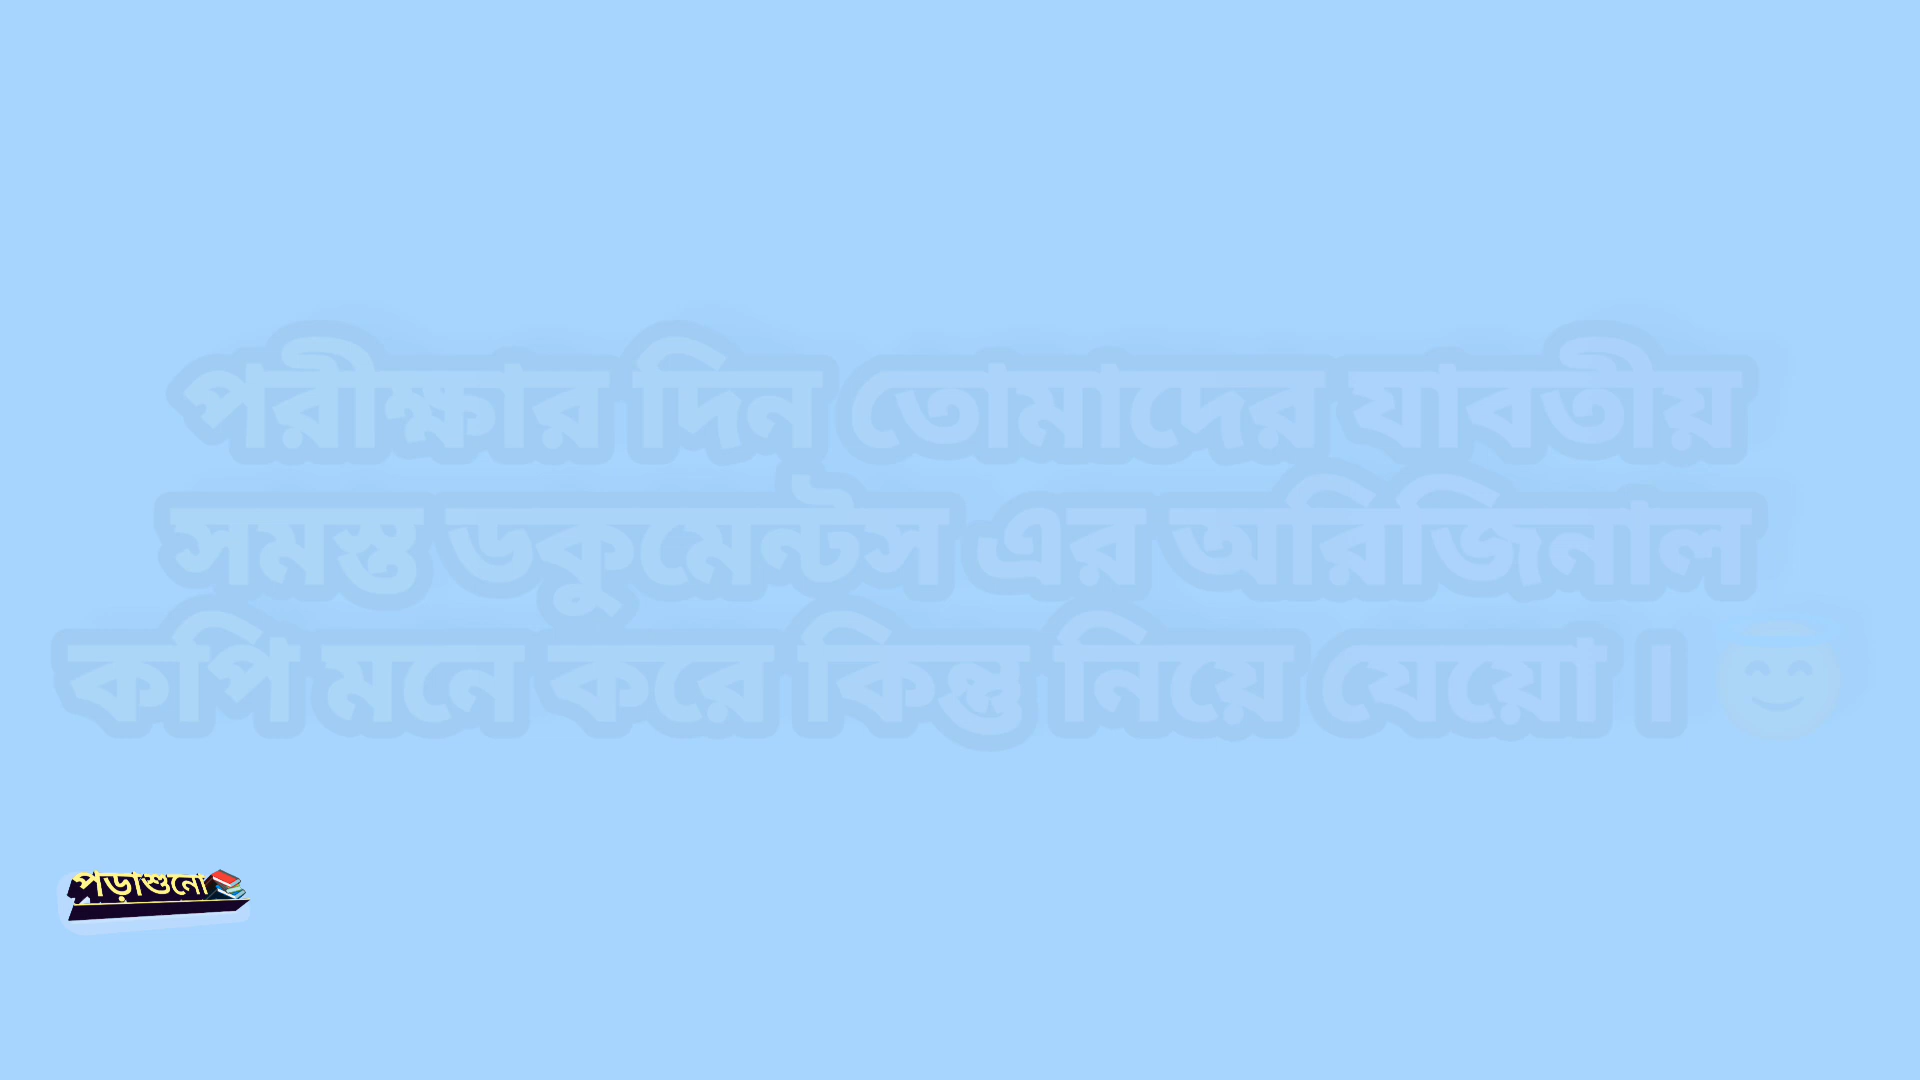 পরীক্ষার দিন তোমাদের যাবতীয়
সমস্ত ডকুমেন্টস এর অরিজিনাল
কপি মনে করে কিন্তু নিয়ে যেয়ো । 😇
পড়াশুনো📚